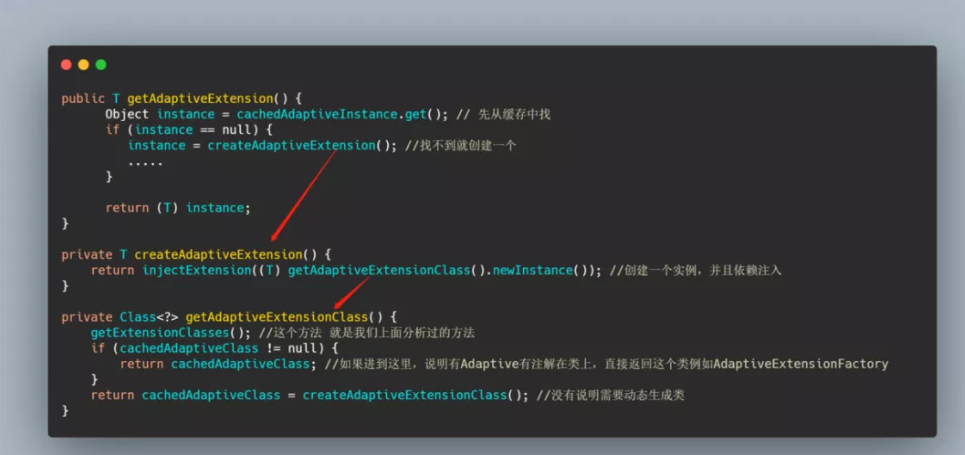 public T getAdaptiveExtension() {
Object instance = cachedAdaptiveInstance.get(); // 先从缓存中找
if (instance == null) {
instance = createAdaptiveExtension(); //找不到就创建一个
.....
}
return (T) instance;
}
private T createAdaptiveExtension() {
return injectExtension((T) getAdaptiveExtensionClass().newInstance()); //创建一个实例，并且依赖注入
}
private Class<?> getAdaptiveExtensionClass() {
getExtensionClasses(); //这个方法 就是我们上面分析过的方法
if (cachedAdaptiveClass != null) {
return cachedAdaptiveClass; //如果进到这里，说明有Adaptive有注解在类上，直接返回这个类例如AdaptiveExtensionFactory
}
return cachedAdaptiveClass = createAdaptiveExtensionClass(); //没有说明需要动态生成类
}